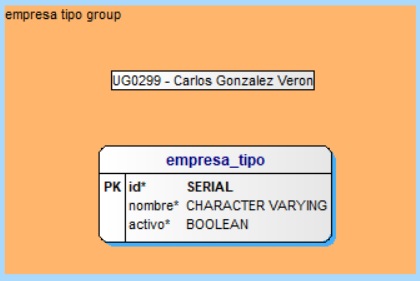 empresa tipo group
UG0299 - Carlos Gonzalez Veron
empresa_tipo
PK id* SERIAL
nombre* CHARACTER VARYING
activo* BOOLEAN